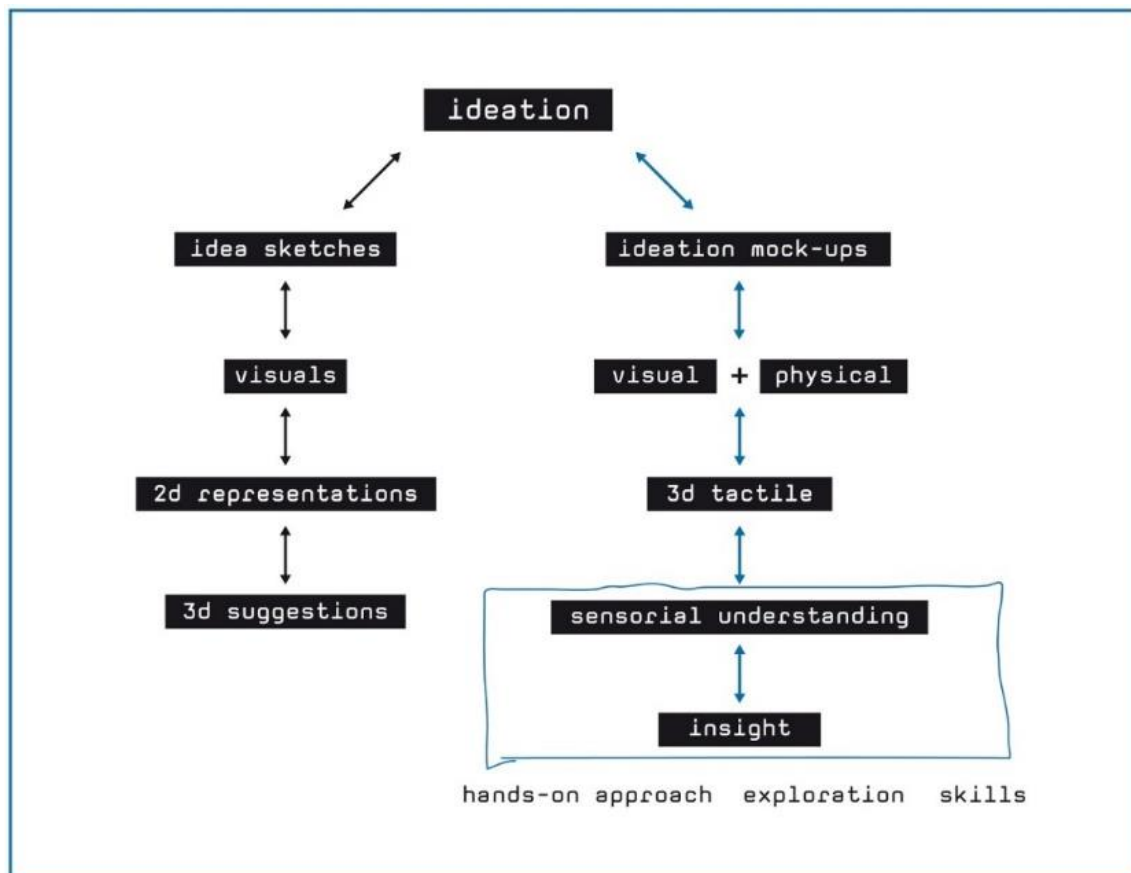 ideation
idea sketches
ideation mock-ups
visuals
visual + physical
2d representations
3d tactile
3d suggestions
sensorial understanding
insight
hands-on approach exploration skills